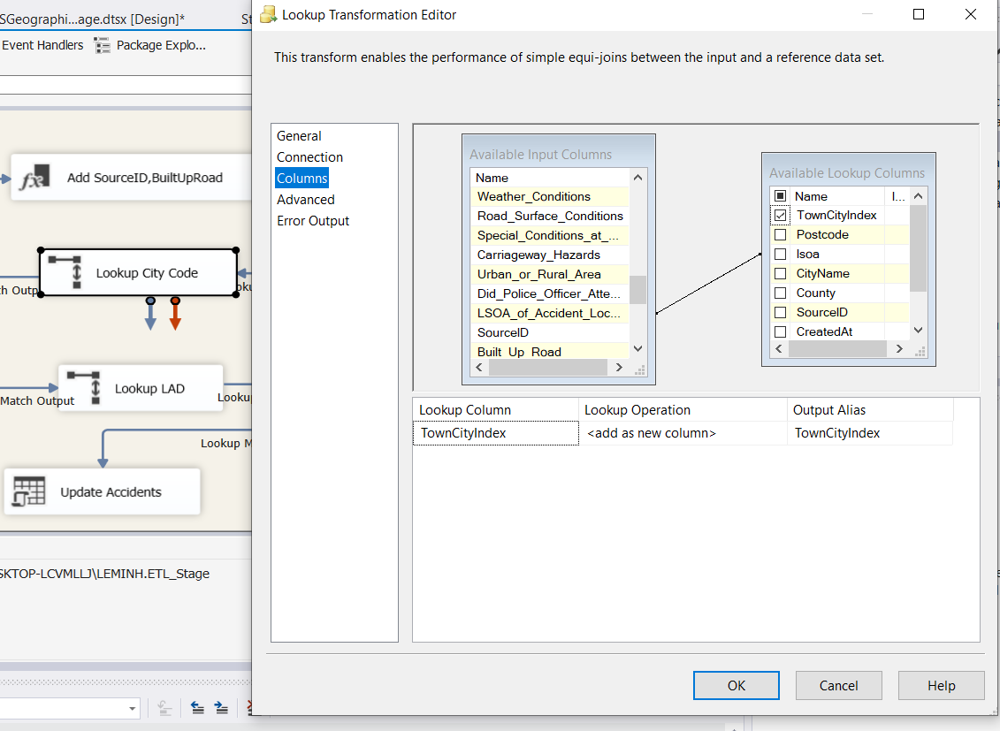 SGeographi...age.dtsx [Design]*
St
Event Handlers
Package Explo...
Add SourceID,BuiltUpRoad
Lookup City Code
ch Outp
oku
Lookup LAD
Match Output
Looku
Lookup M
Update Accidents
SKTOP-LCVMLLJ\LEMINH.ETL_Stage
Lookup Transformation Editor
This transform enables the performance of simple equi-joins between the input and a reference data set.
General
Connection
Columns
Advanced
Error Output
Available Input Columns
Name
Weather_Conditions
Road_Surface_Conditions
Special_Conditions_at_...
Carriageway_Hazards
Urban_or_Rural_Area
Did_Police_Officer_Atte...
LSOA_of_Accident_Loc...
SourceID
Built_Up_Road
Available Lookup Columns
Name I...
TownCityIndex
Postcode
lsoa
CityName
County
SourceID
CreatedAt
Lookup Column Lookup Operation Output Alias
TownCityIndex <add as new column> TownCityIndex
OK
Cancel
Help